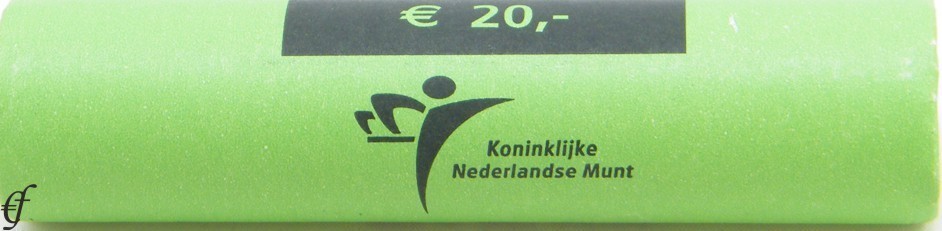 € 20,-
Koninklijke
Nederlandse Munt
€f